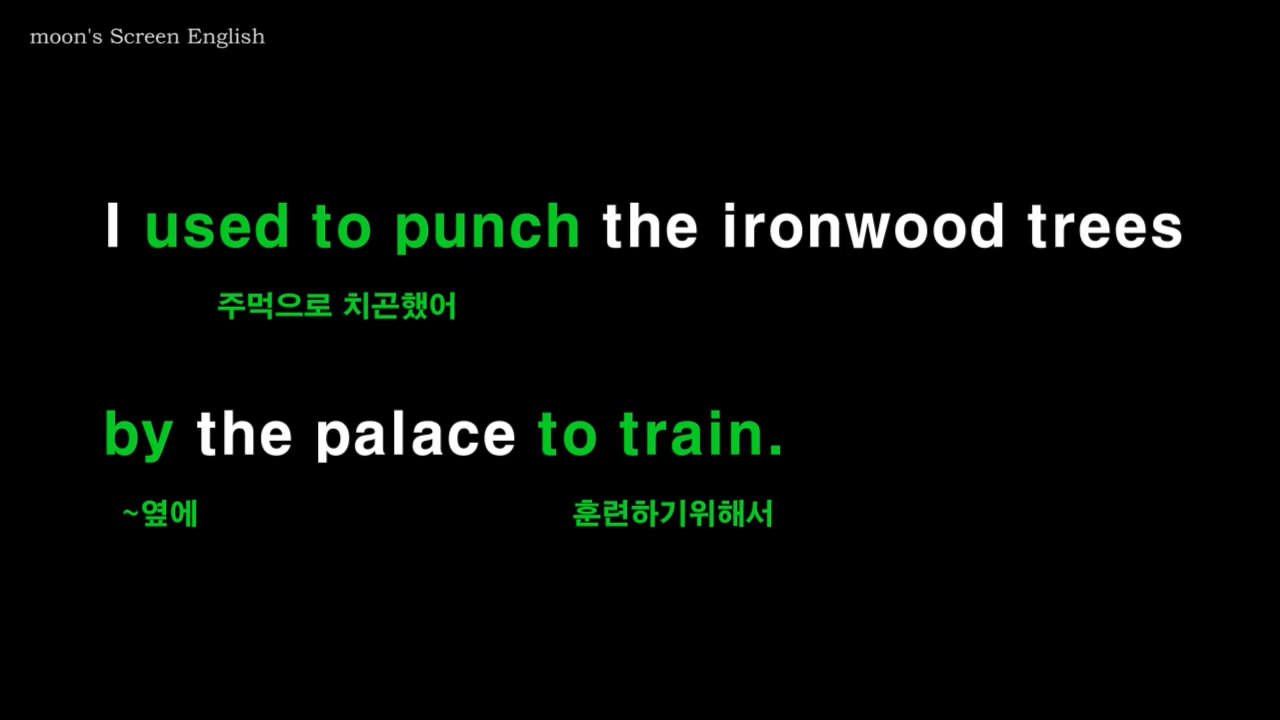 moon's Screen English
I used to punch the ironwood trees
주먹으로 치곤했어
by the palace to train.
~옆에 훈련하기위해서